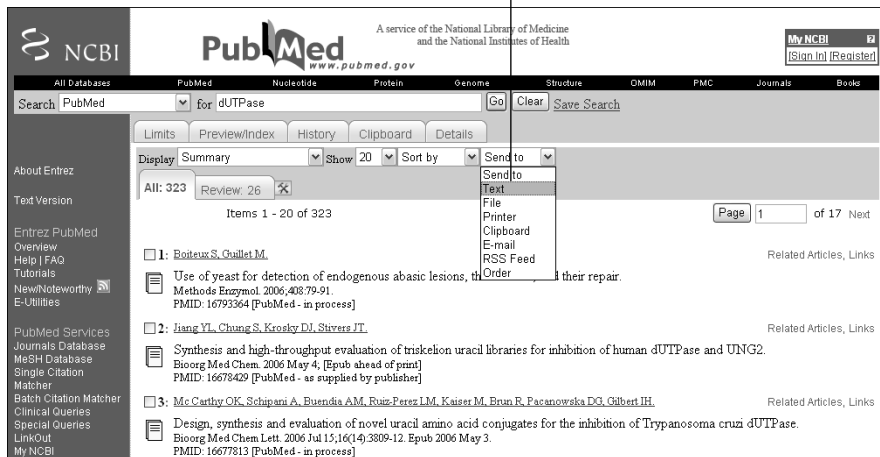 NCBI
PubMed
www.pubmed.gov
A service of the National Library of Medicine
and the National Institutes of Health
My NCBI
[Sign In] [Register]
All Databases PubMed Nucleotide Protein Genome Structure OMIM PMC Journals Books
Search PubMed for dUTPase Go Clear Save Search
Limits Preview/Index History Clipboard Details
Display Summary Show 20 Sort by Send to
Send to
Text
File
Printer
Clipboard
E-mail
RSS Feed
Order
All: 323 Review: 26
Items 1 - 20 of 323
Page 1 of 17 Next
About Entrez
Text Version
Entrez PubMed
Overview
Help | FAQ
Tutorials
New/Noteworthy
E-Utilities
PubMed Services
Journals Database
MeSH Database
Single Citation
Matcher
Batch Citation Matcher
Clinical Queries
Special Queries
LinkOut
My NCBI
1: Boiteux S, Guillet M. Related Articles, Links
Use of yeast for detection of endogenous abasic lesions, their repair.
Methods Enzymol. 2006;408:79-91.
PMID: 16793364 [PubMed - in process]
2: Jiang YL, Chung S, Krosky DJ, Stivers JT. Related Articles, Links
Synthesis and high-throughput evaluation of triskelion uracil libraries for inhibition of human dUTPase and UNG2.
Bioorg Med Chem. 2006 May 4; [Epub ahead of print]
PMID: 16678429 [PubMed - as supplied by publisher]
3: Mc Carthy OK, Schipani A, Buendia AM, Ruiz-Perez LM, Kaiser M, Brun R, Pacanowska DG, Gilbert IH. Related Articles, Links
Design, synthesis and evaluation of novel uracil amino acid conjugates for the inhibition of Trypanosoma cruzi dUTPase.
Bioorg Med Chem Lett. 2006 Jul 15;16(14):3809-12. Epub 2006 May 3.
PMID: 16677813 [PubMed - in process]